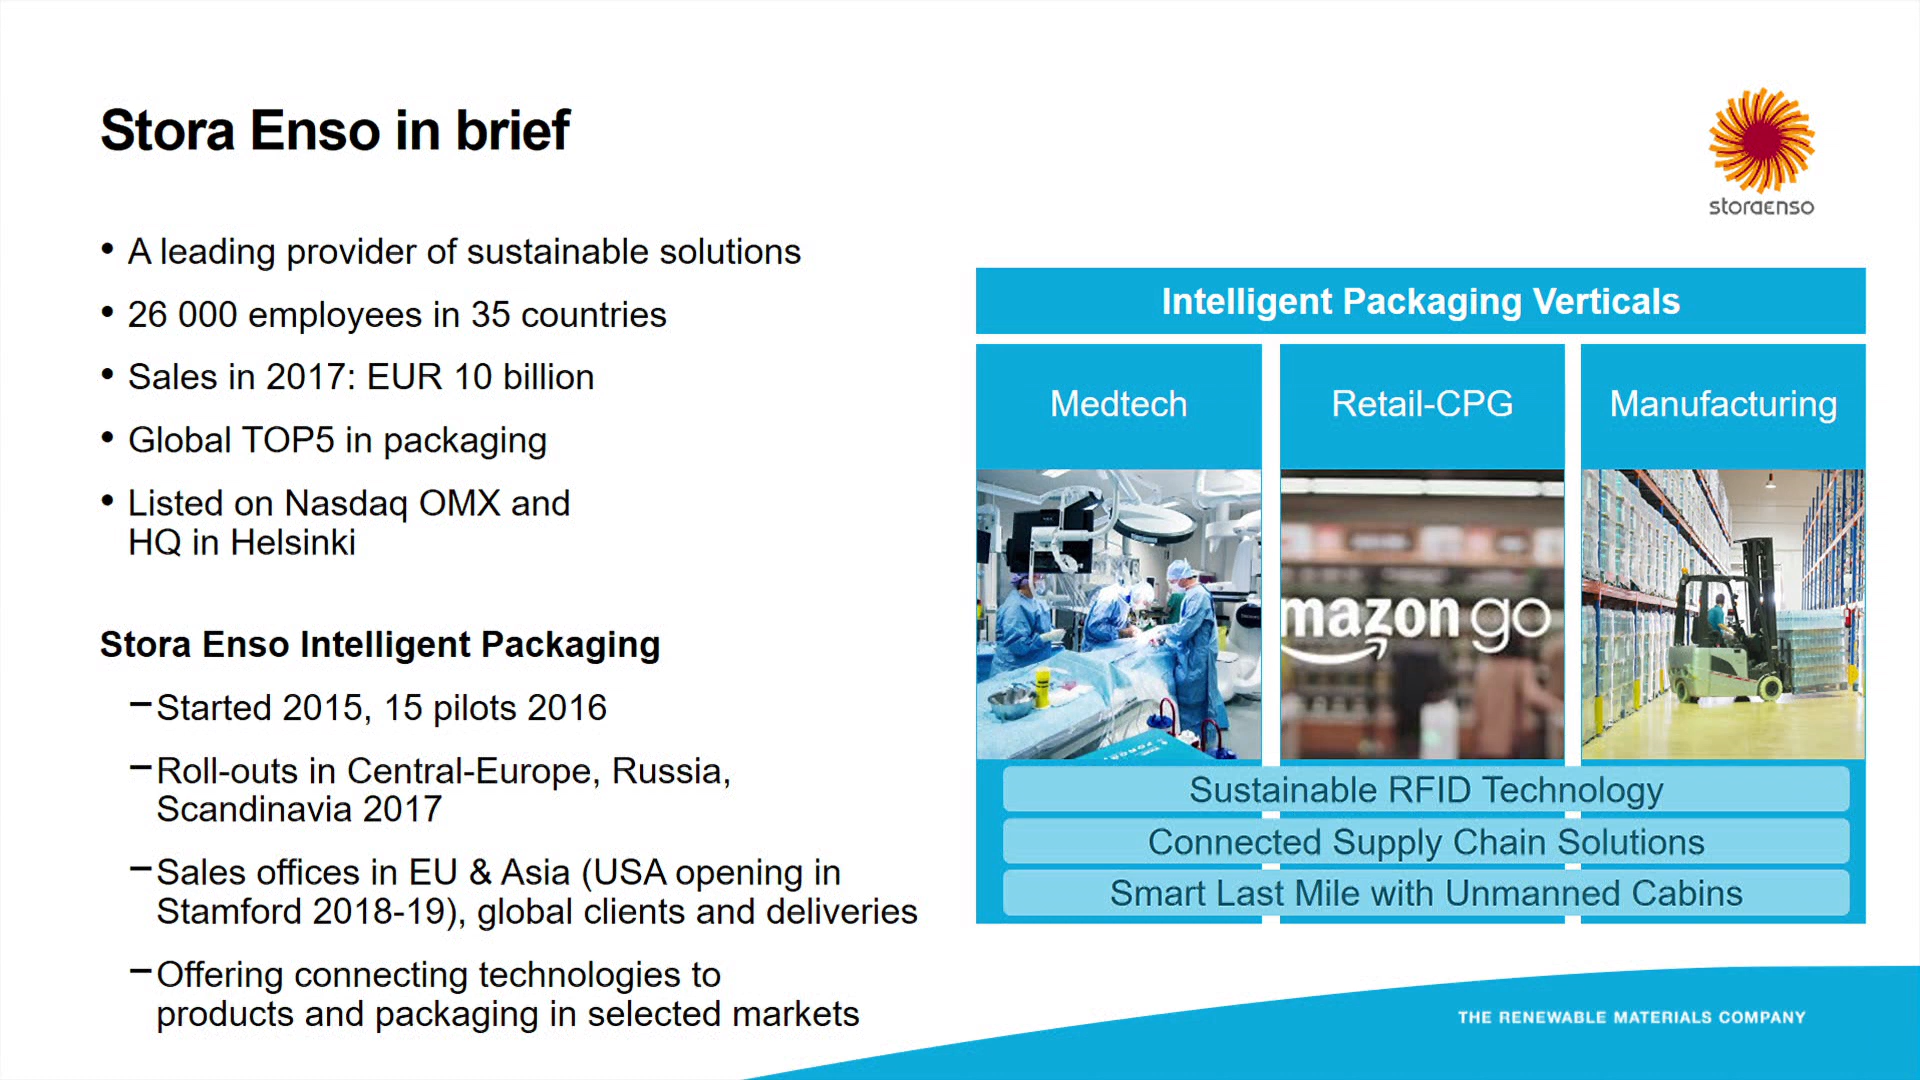 Stora Enso in brief
storaenso
• A leading provider of sustainable solutions
• 26 000 employees in 35 countries
• Sales in 2017: EUR 10 billion
• Global TOP5 in packaging
• Listed on Nasdaq OMX and
HQ in Helsinki
Stora Enso Intelligent Packaging
–Started 2015, 15 pilots 2016
–Roll-outs in Central-Europe, Russia,
Scandinavia 2017
–Sales offices in EU & Asia (USA opening in
Stamford 2018-19), global clients and deliveries
–Offering connecting technologies to
products and packaging in selected markets
Intelligent Packaging Verticals
Medtech
Retail-CPG
Manufacturing
mazon go
Sustainable RFID Technology
Connected Supply Chain Solutions
Smart Last Mile with Unmanned Cabins
THE RENEWABLE MATERIALS COMPANY